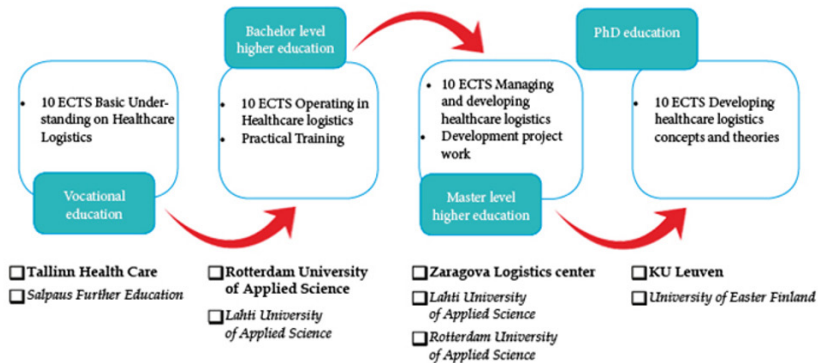 Bachelor level
higher education
PhD education
• 10 ECTS Basic Under-
standing on Healthcare
Logistics
• 10 ECTS Operating in
Healthcare logistics
• Practical Training
• 10 ECTS Managing
and developing
healthcare logistics
• Development project
work
• 10 ECTS Developing
healthcare logistics
concepts and theories
Vocational
education
Master level
higher education
❑ Tallinn Health Care
❑ Salpaus Further Education
❑ Rotterdam University
of Applied Science
❑ Lahti University
of Applied Science
❑ Zaragova Logistics center
❑ Lahti University
of Applied Science
❑ Rotterdam University
of Applied Science
❑ KU Leuven
❑ University of Easter Finland